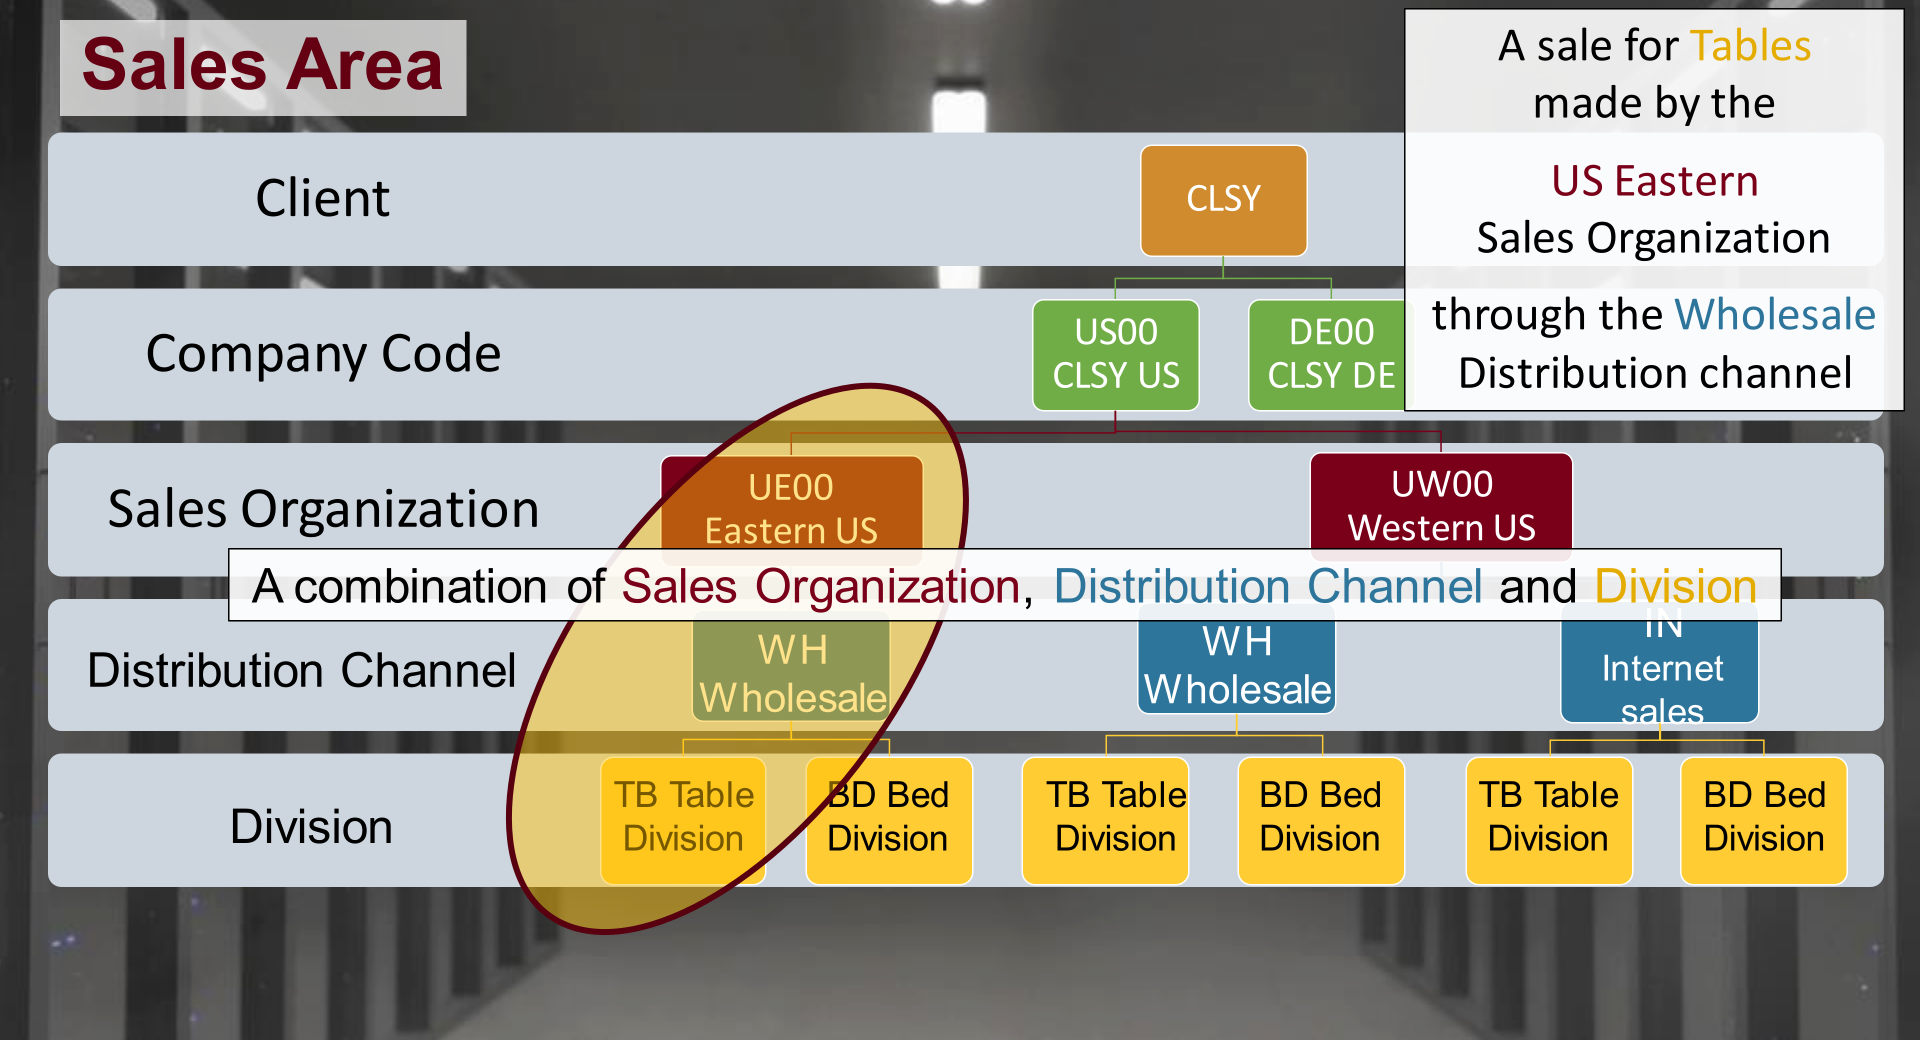 Sales Area
A sale for Tables
made by the
US Eastern
Sales Organization
through the Wholesale
Distribution channel
Client
CLSY
Company Code
US00
CLSY US
DE00
CLSY DE
Sales Organization
UE00
Eastern US
UW00
Western US
A combination of Sales Organization, Distribution Channel and Division
Distribution Channel
WH
Wholesale
WH
Wholesale
IN
Internet
sales
Division
TB Table
Division
BD Bed
Division
TB Table
Division
BD Bed
Division
TB Table
Division
BD Bed
Division